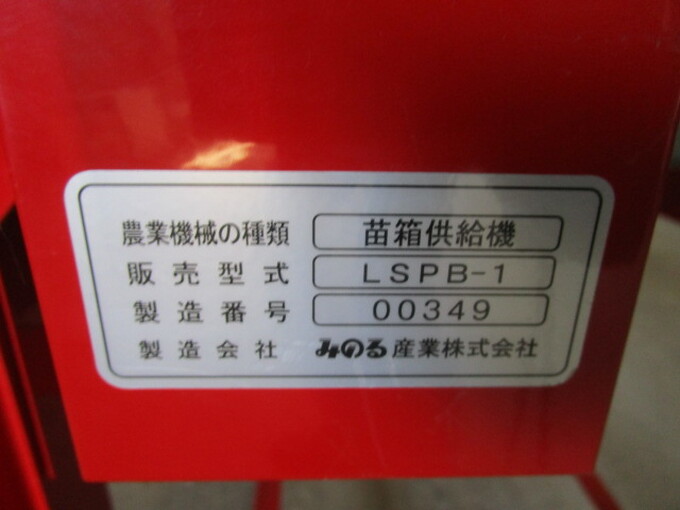 農業機械の種類 苗箱供給機
販売型式 LSPB-1
製造番号 00349
製造会社 みのる産業株式会社